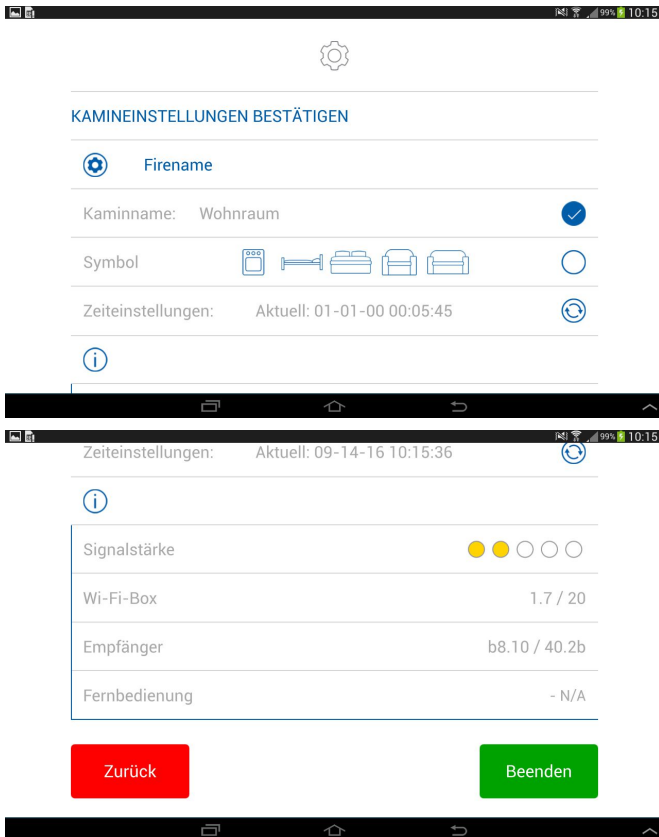 99% 10:15
KAMINEINSTELLUNGEN BESTÄTIGEN
Firename
Kaminname: Wohnraum
Symbol
Zeiteinstellungen: Aktuell: 01-01-00 00:05:45
99% 10:15
Zeiteinstellungen: Aktuell: 09-14-16 10:15:36
Signalstärke
Wi-Fi-Box 1.7 / 20
Empfänger b8.10 / 40.2b
Fernbedienung - N/A
Zurück Beenden